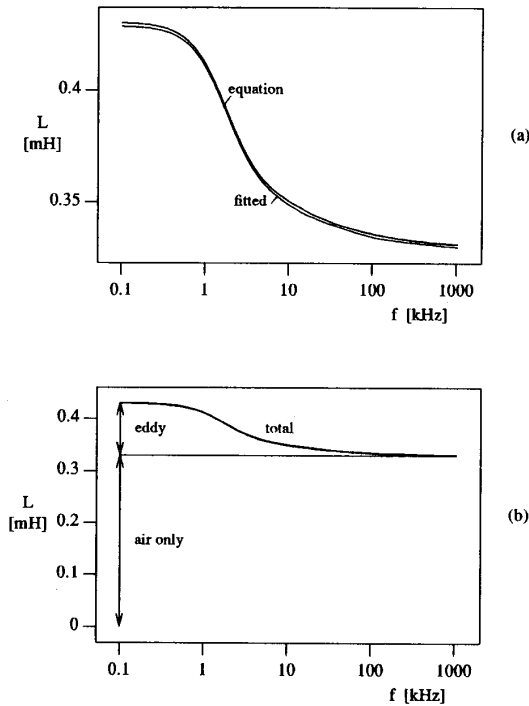 0.4
L
[mH]
0.35
equation
fitted
(a)
0.1 1 10 100 1000
f [kHz]
0.4
0.3
L
[mH]
0.2
0.1
0
eddy
total
air only
(b)
0.1 1 10 100 1000
f [kHz]